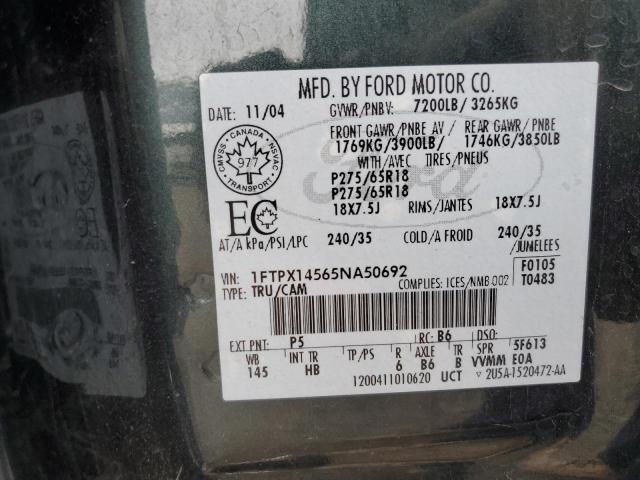 MFD. BY FORD MOTOR CO.
DATE: 11/04 GVWR/PNBV: 7200LB/ 3265KG
FRONT GAWR/PNBE AV / REAR GAWR/PNBE
1769KG/3900LB/ 1746KG/3850LB
WITH/AVEC TIRES/PNEUS
P275/65R18
P275/65R18
18X7.5J RIMS/JANTES 18X7.5J
CMVSS • CANADA • NSVAC
977
TRANSPORT
Ford
EC
AT/A kPa/PSI/LPC 240/35 COLD/A FROID 240/35
/JUMELEES
VIN: 1FTPX14565NA50692 F0105
TYPE: TRU/CAM COMPLIES: ICES/NMB-002 T0483
EXT PNT: P5 RC: B6 DSO:
WB INT TR TP/PS R AXLE TR SPR 5F613
145 HB 6 B6 B VVMM EOA
1200411010620 UCT ▽ 2U5A-1520472-AA